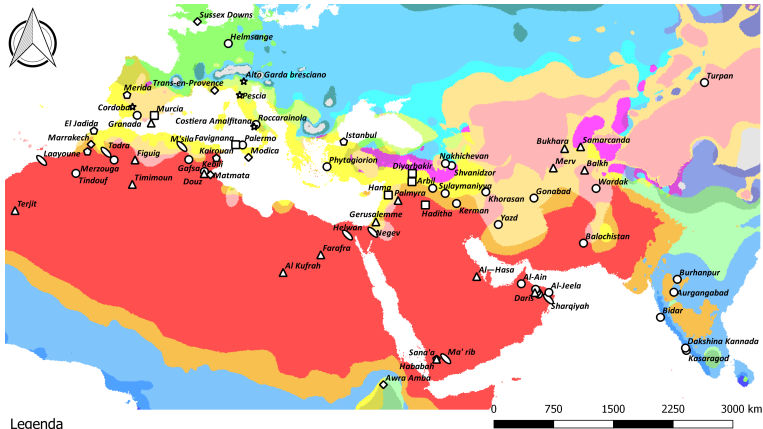 Sussex Downs
Helmsange
Alto Garda bresciano
Trans-en-Provence
Turpan
Merida
Pescia
Cordoba
Murcia
Costiera Amalfitana
Roccarainola
El Jadida
Granada
Marrakech
M'sila
Favignana
Palermo
Istanbul
Bukhara
Samarcanda
Todra
Kairouan
Modica
Nakhichevan
Laayoune
Figuig
Phytagiorion
Diyarbakir
Shvanidzor
Merv
Balkh
Merzouga
Gafsa
Kebili
Tindouf
Timimoun
Douz
Matmata
Arbil
Hama
Sulaymaniyya
Wardak
Palmyra
Khorasan
Gonabad
Terjit
Haditha
Kerman
Gerusalemme
Yazd
Helwan
Negev
Balochistan
Farafra
Al Kufrah
Al—Hasa
Al-Ain
Burhanpur
Al-Jeela
Daris
Aurgangabad
Sharqiyah
Bidar
Dakshina Kannada
Sana'a
Ma' rib
Kasaragod
Hababah
Awra Amba
0 750 1500 2250 3000 km
Legenda